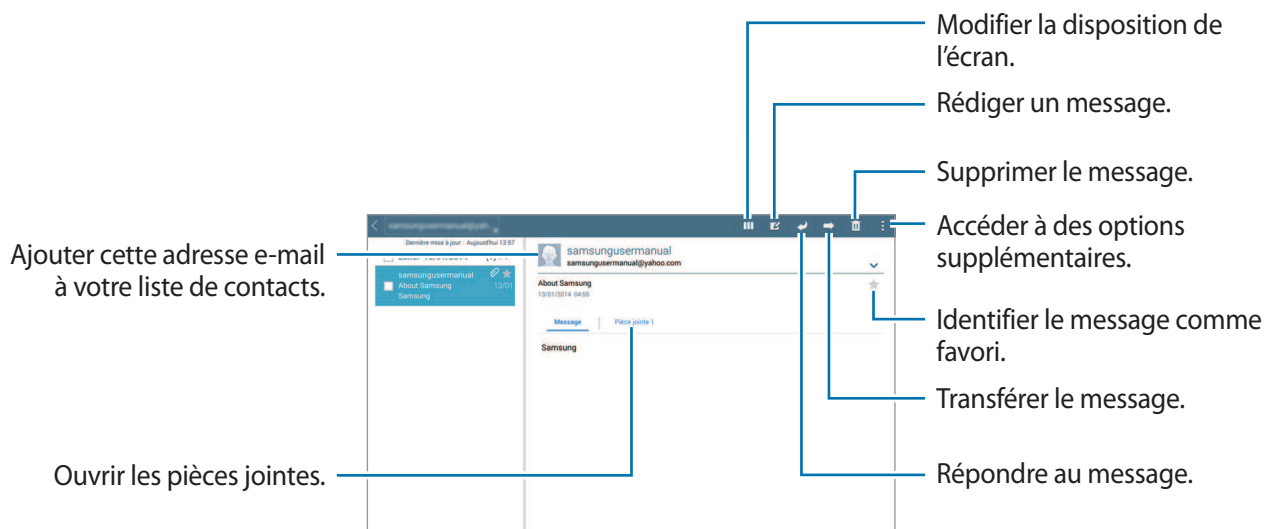 Modifier la disposition de
l'écran.
Rédiger un message.
Supprimer le message.
Accéder à des options
supplémentaires.
Identifier le message comme
favori.
Transférer le message.
Répondre au message.
Ajouter cette adresse e-mail
à votre liste de contacts.
Ouvrir les pièces jointes.
Dernière mise à jour : Aujourd'hui 13:57
samsungusermanual
About Samsung 13/01
Samsung
samsungusermanual
samsungusermanual@yahoo.com
About Samsung
13/01/2014 04:55
Message Pièce jointe 1
Samsung